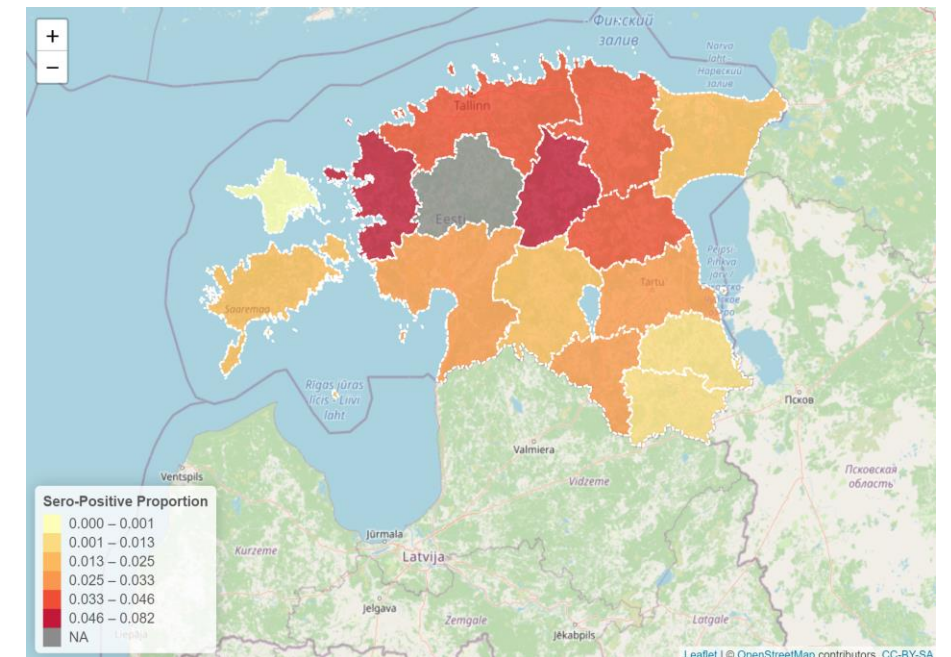 +
−
Финский
залив
Narva
laht -
Нарвский
залив
Tallinn
Eesti
Saaremaa
Tartu
Peipsi-
Pihkva
järv /
Rīgas jūras
līcis - Liivi
laht
Псков
Valmiera
Vidzeme
Псковская
область
Ventspils
Kurzeme
Jūrmala
Latvija
Jelgava
Zemgale
Jēkabpils
Latgale
Liepāja
Sero-Positive Proportion
0.000 – 0.001
0.001 – 0.013
0.013 – 0.025
0.025 – 0.033
0.033 – 0.046
0.046 – 0.082
NA
Leaflet | © OpenStreetMap contributors, CC-BY-SA